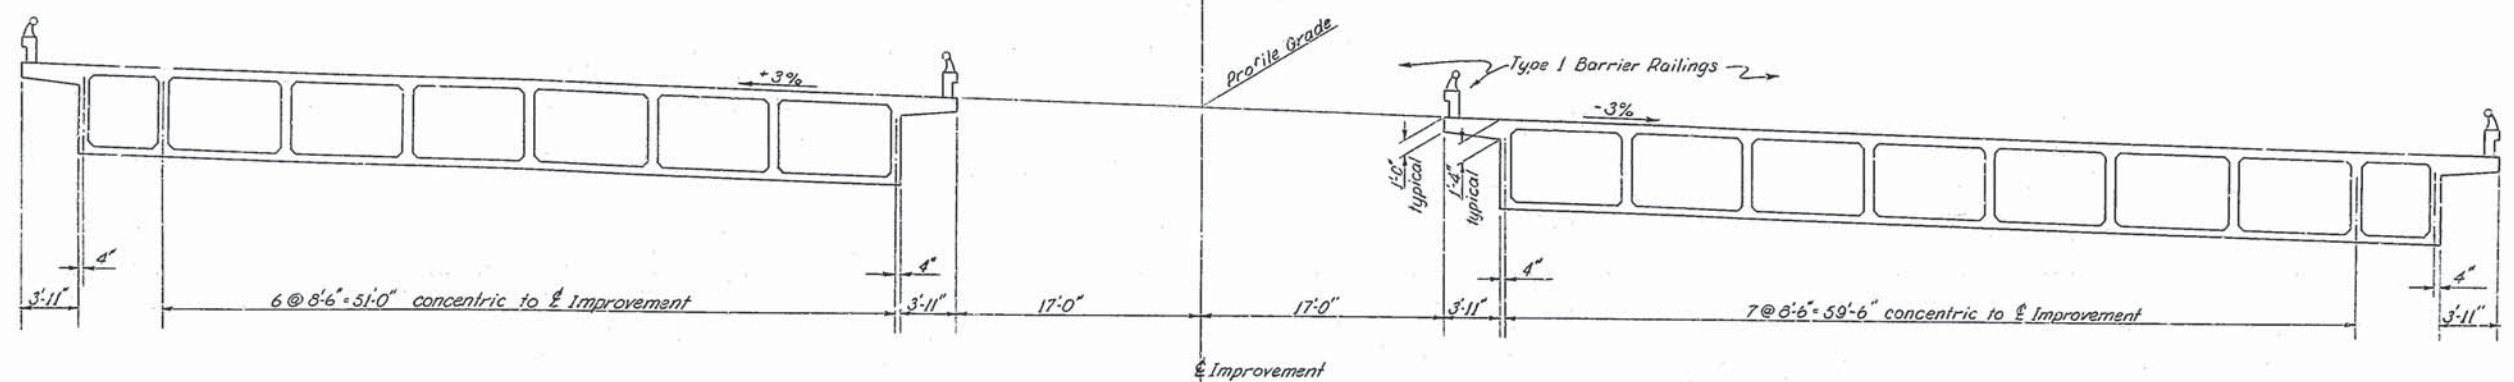 Profile Grade
Type 1 Barrier Railings
+3%
-3%
1'-0"
typical
1'-4"
typical
4"
4"
4"
4"
3'-11"
6 @ 8'-6" = 51'-0" concentric to ℄ Improvement
3'-11"
17'-0"
17'-0"
3'-11"
7 @ 8'-6" = 59'-6" concentric to ℄ Improvement
3'-11"
℄ Improvement